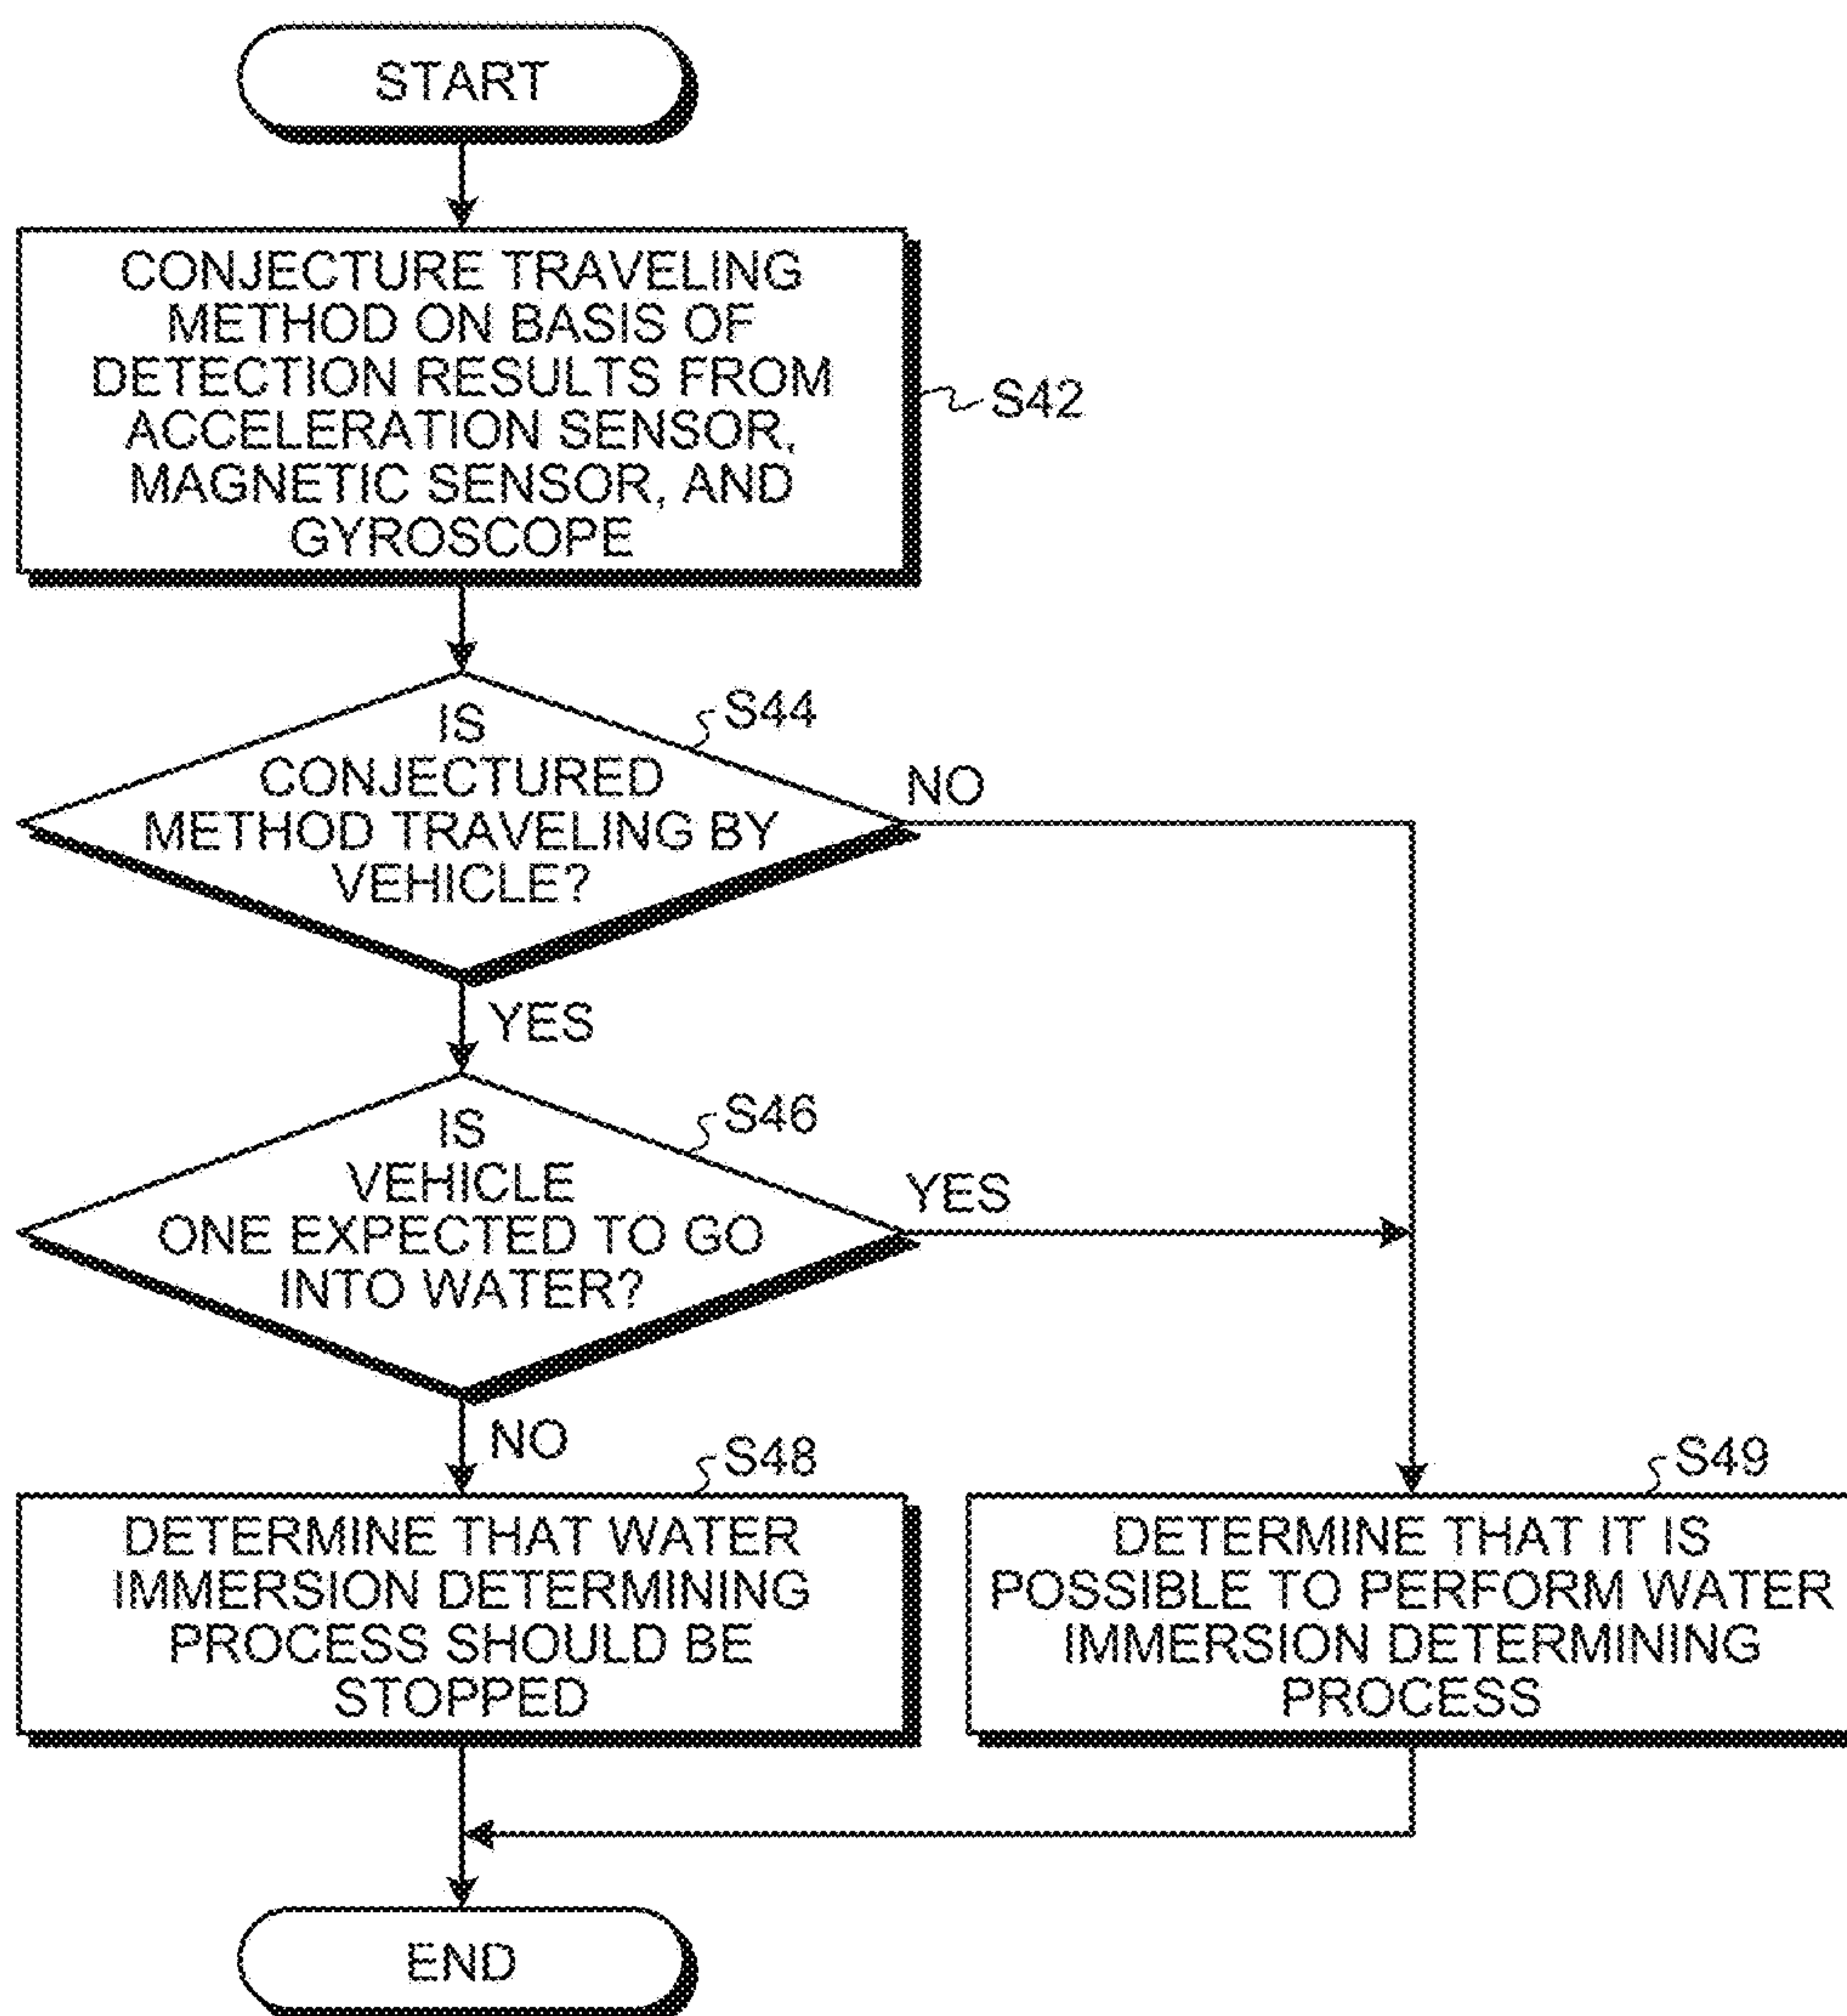 START
CONJECTURE TRAVELING
METHOD ON BASIS OF
DETECTION RESULTS FROM
ACCELERATION SENSOR,
MAGNETIC SENSOR, AND
GYROSCOPE
S42
IS
CONJECTURED
METHOD TRAVELING BY
VEHICLE?
S44
NO
YES
IS
VEHICLE
ONE EXPECTED TO GO
INTO WATER?
S46
YES
NO
S48
DETERMINE THAT WATER
IMMERSION DETERMINING
PROCESS SHOULD BE
STOPPED
S49
DETERMINE THAT IT IS
POSSIBLE TO PERFORM WATER
IMMERSION DETERMINING
PROCESS
END